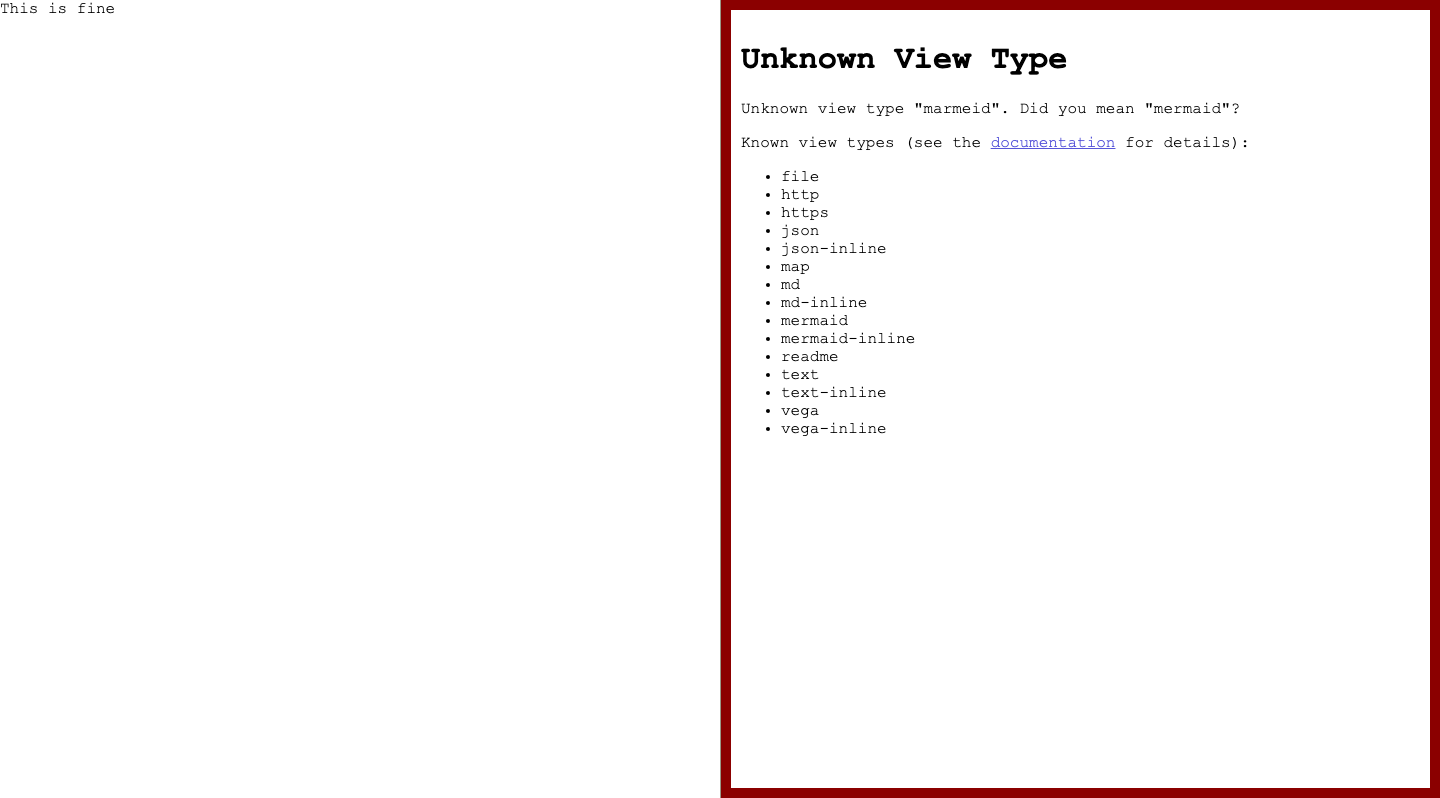 This is fine
Unknown View Type
Unknown view type "marmeid". Did you mean "mermaid"?
Known view types (see the documentation for details):
• file
• http
• https
• json
• json-inline
• map
• md
• md-inline
• mermaid
• mermaid-inline
• readme
• text
• text-inline
• vega
• vega-inline